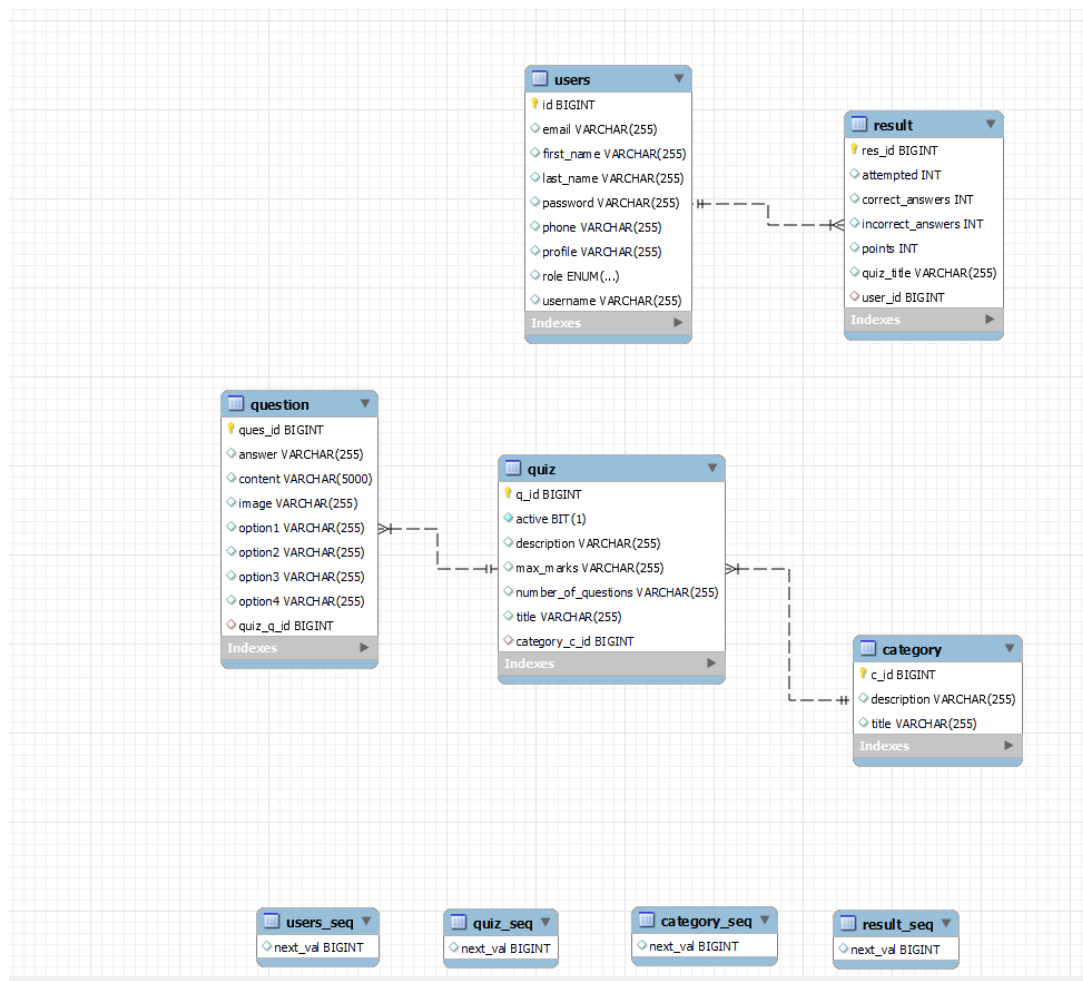 users
id BIGINT
email VARCHAR(255)
first_name VARCHAR(255)
last_name VARCHAR(255)
password VARCHAR(255)
phone VARCHAR(255)
profile VARCHAR(255)
role ENUM(...)
username VARCHAR(255)
Indexes
result
res_id BIGINT
attempted INT
correct_answers INT
incorrect_answers INT
points INT
quiz_title VARCHAR(255)
user_id BIGINT
Indexes
question
ques_id BIGINT
answer VARCHAR(255)
content VARCHAR(5000)
image VARCHAR(255)
option1 VARCHAR(255)
option2 VARCHAR(255)
option3 VARCHAR(255)
option4 VARCHAR(255)
quiz_q_id BIGINT
Indexes
quiz
q_id BIGINT
active BIT(1)
description VARCHAR(255)
max_marks VARCHAR(255)
number_of_questions VARCHAR(255)
title VARCHAR(255)
category_c_id BIGINT
Indexes
category
c_id BIGINT
description VARCHAR(255)
title VARCHAR(255)
Indexes
users_seq
next_val BIGINT
quiz_seq
next_val BIGINT
category_seq
next_val BIGINT
result_seq
next_val BIGINT